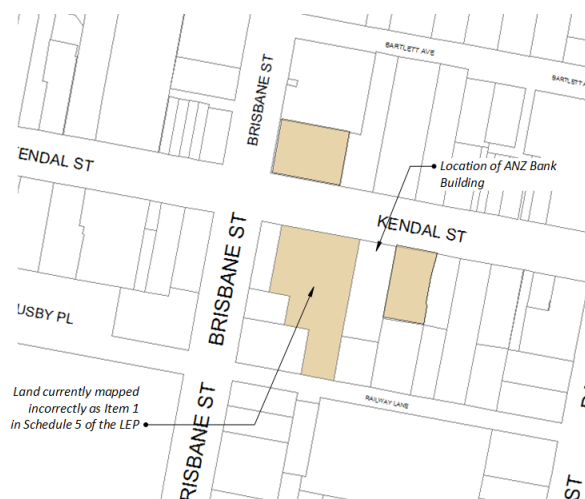 BARTLETT AVE
BARTLETT A
BRISBANE ST
ENDAL ST
Location of ANZ Bank
Building
KENDAL ST
BRISBANE ST
USBY PL
Land currently mapped
incorrectly as Item 1
in Schedule 5 of the LEP
RAILWAY LANE
RISBANE ST
ST